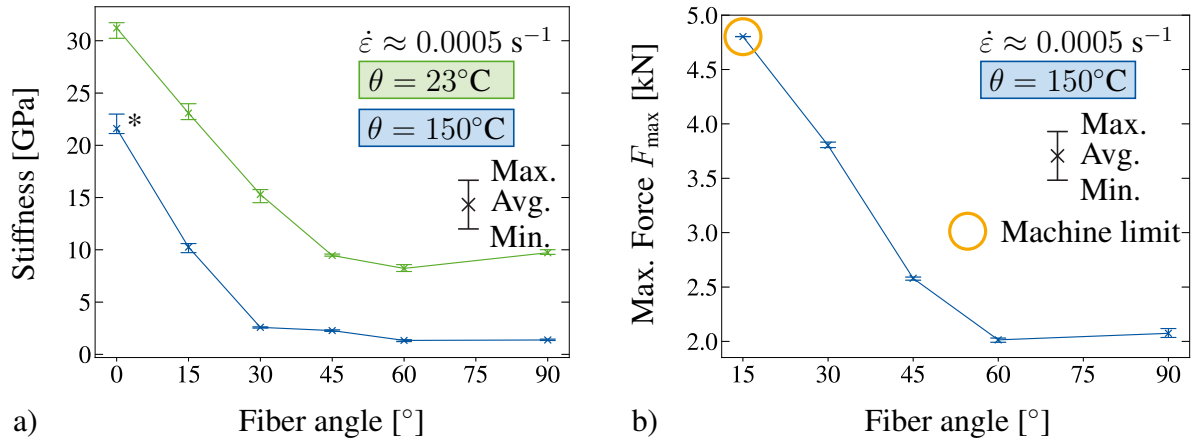 Stiffness [GPa]
30
25
20
15
10
5
0
ε̇ ≈ 0.0005 s⁻¹
θ = 23°C
θ = 150°C
*
Max.
Avg.
Min.
0 15 30 45 60 75 90
a) Fiber angle [°]
Max. Force Fmax [kN]
5.0
4.5
4.0
3.5
3.0
2.5
2.0
ε̇ ≈ 0.0005 s⁻¹
θ = 150°C
Max.
Avg.
Min.
Machine limit
15 30 45 60 75 90
b) Fiber angle [°]